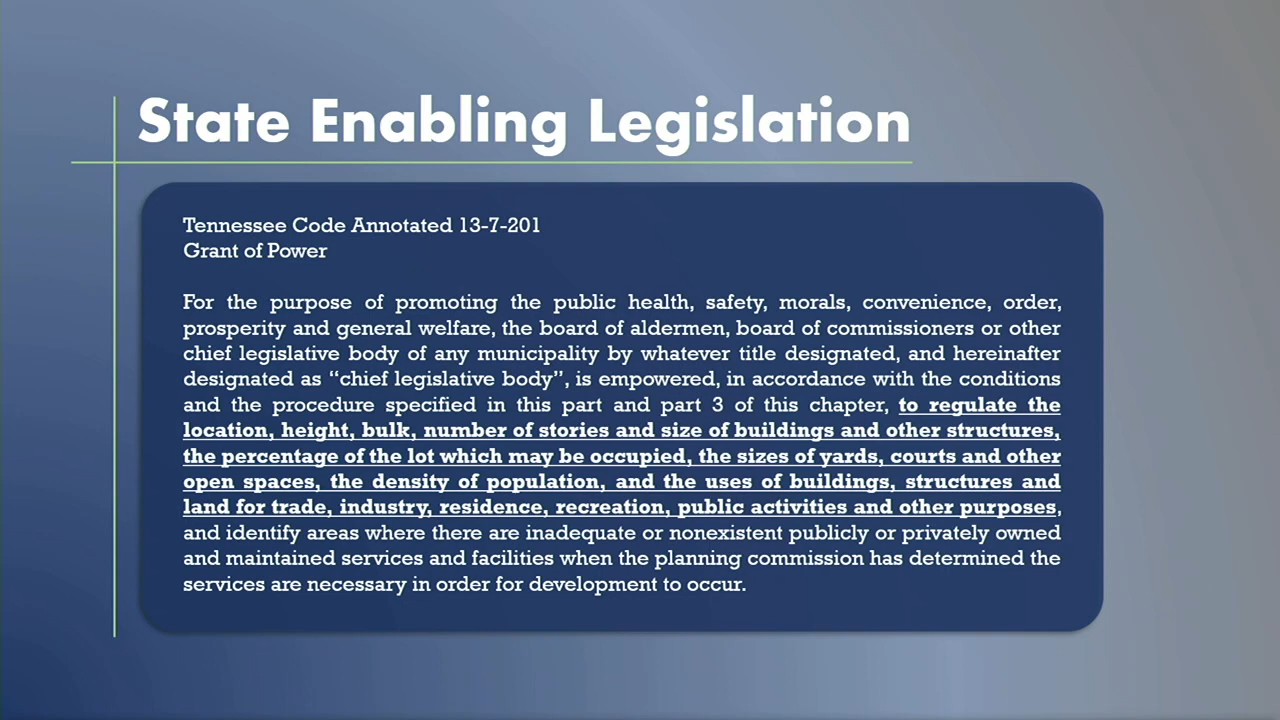 State Enabling Legislation
Tennessee Code Annotated 13-7-201
Grant of Power
For the purpose of promoting the public health, safety, morals, convenience, order,
prosperity and general welfare, the board of aldermen, board of commissioners or other
chief legislative body of any municipality by whatever title designated, and hereinafter
designated as “chief legislative body”, is empowered, in accordance with the conditions
and the procedure specified in this part and part 3 of this chapter, to regulate the
location, height, bulk, number of stories and size of buildings and other structures,
the percentage of the lot which may be occupied, the sizes of yards, courts and other
open spaces, the density of population, and the uses of buildings, structures and
land for trade, industry, residence, recreation, public activities and other purposes,
and identify areas where there are inadequate or nonexistent publicly or privately owned
and maintained services and facilities when the planning commission has determined the
services are necessary in order for development to occur.